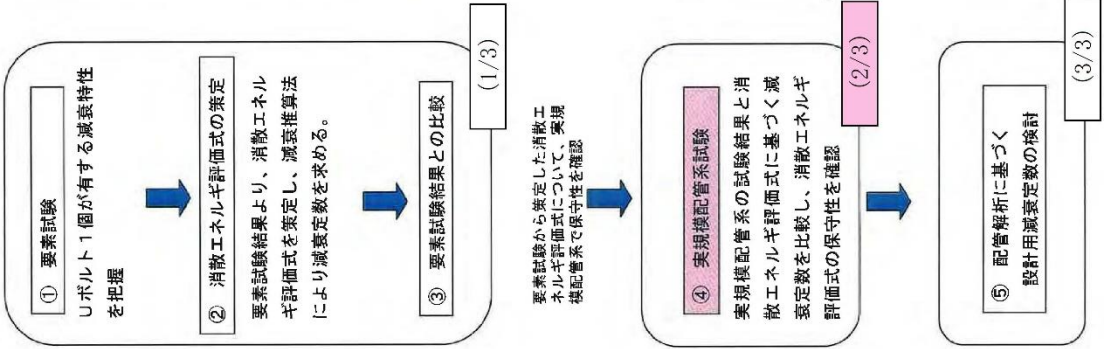 ① 要素試験
Uボルト1個が有する減衰特性
を把握
② 消散エネルギ評価式の策定
要素試験結果より、消散エネル
ギ評価式を策定し、減衰推算法
により減衰定数を求める。
③ 要素試験結果との比較
(1/3)
要素試験から策定した消散エ
ネルギ評価式について、実規
模配管系で保守性を確認
④ 実規模配管系試験
実規模配管系の試験結果と消
散エネルギ評価式に基づく減
衰定数を比較し、消散エネルギ
評価式の保守性を確認
(2/3)
⑤ 配管解析に基づく
設計用減衰定数の検討
(3/3)